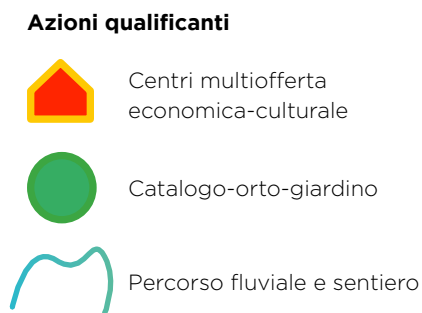 Azioni qualificanti
Centri multiofferta
economica-culturale
Catalogo-orto-giardino
Percorso fluviale e sentiero